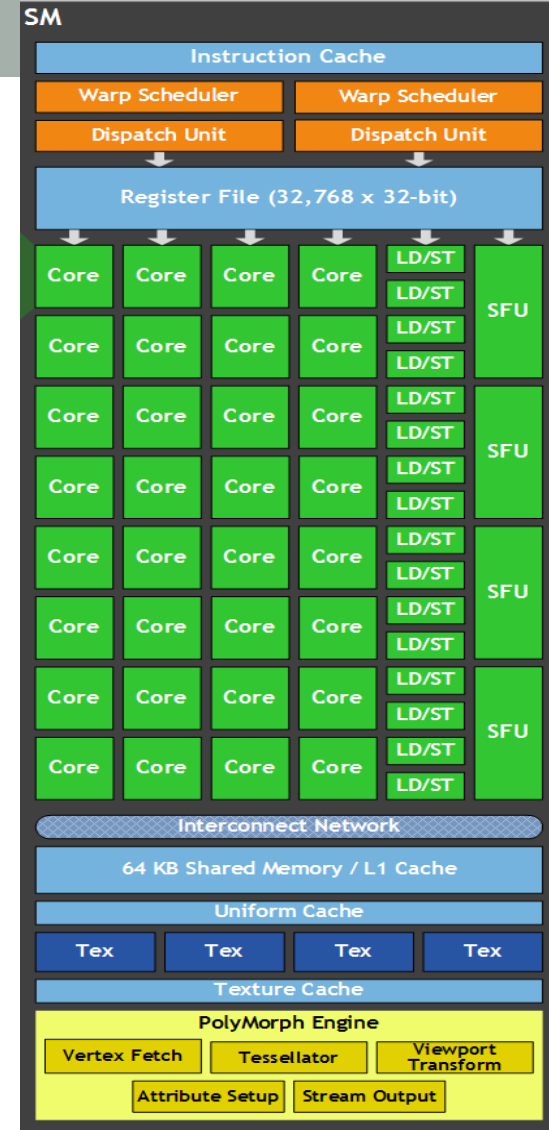 SM
Instruction Cache
Warp Scheduler Warp Scheduler
Dispatch Unit Dispatch Unit
Register File (32,768 x 32-bit)
LD/ST
Core Core Core Core
LD/ST
SFU
LD/ST
Core Core Core Core
LD/ST
LD/ST
Core Core Core Core
LD/ST
SFU
LD/ST
Core Core Core Core
LD/ST
LD/ST
Core Core Core Core
LD/ST
SFU
LD/ST
Core Core Core Core
LD/ST
LD/ST
Core Core Core Core
LD/ST
SFU
LD/ST
Core Core Core Core
LD/ST
Interconnect Network
64 KB Shared Memory / L1 Cache
Uniform Cache
Tex Tex Tex Tex
Texture Cache
PolyMorph Engine
Vertex Fetch Tessellator Viewport
Transform
Attribute Setup Stream Output